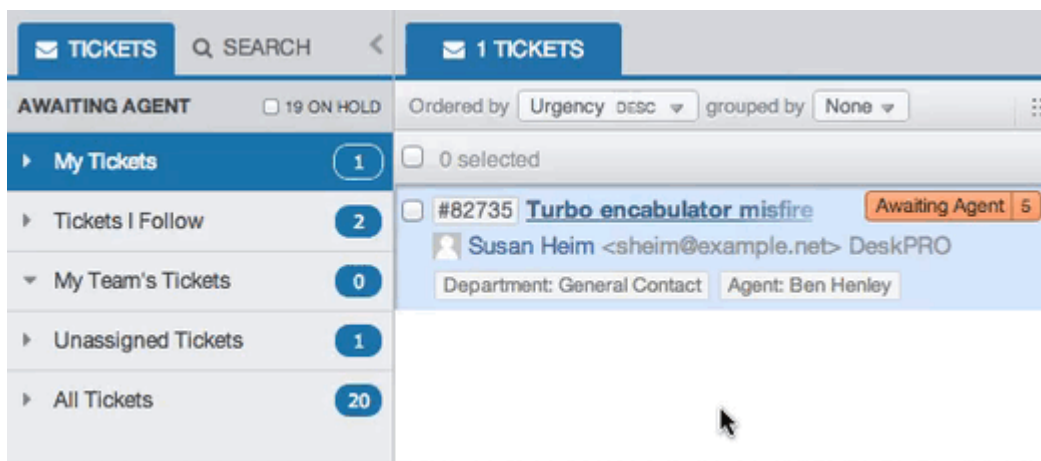 TICKETS
SEARCH
AWAITING AGENT
19 ON HOLD
My Tickets 1
Tickets I Follow 2
My Team's Tickets 0
Unassigned Tickets 1
All Tickets 20
1 TICKETS
Ordered by Urgency DESC grouped by None
0 selected
#82735 Turbo encabulator misfire Awaiting Agent 5
Susan Heim <sheim@example.net> DeskPRO
Department: General Contact Agent: Ben Henley